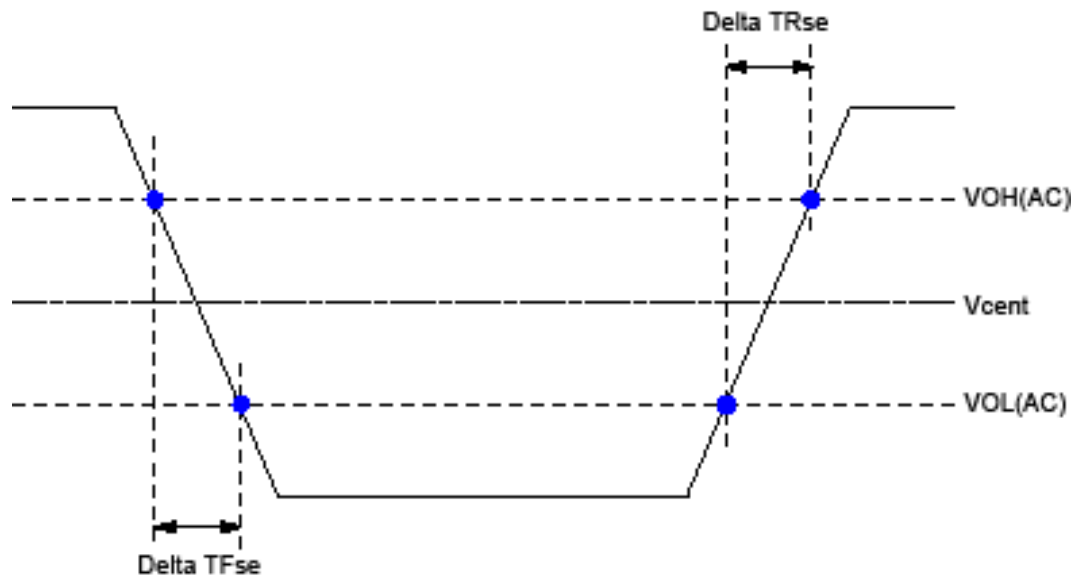 Delta TRse
VOH(AC)
Vcent
VOL(AC)
Delta TFse